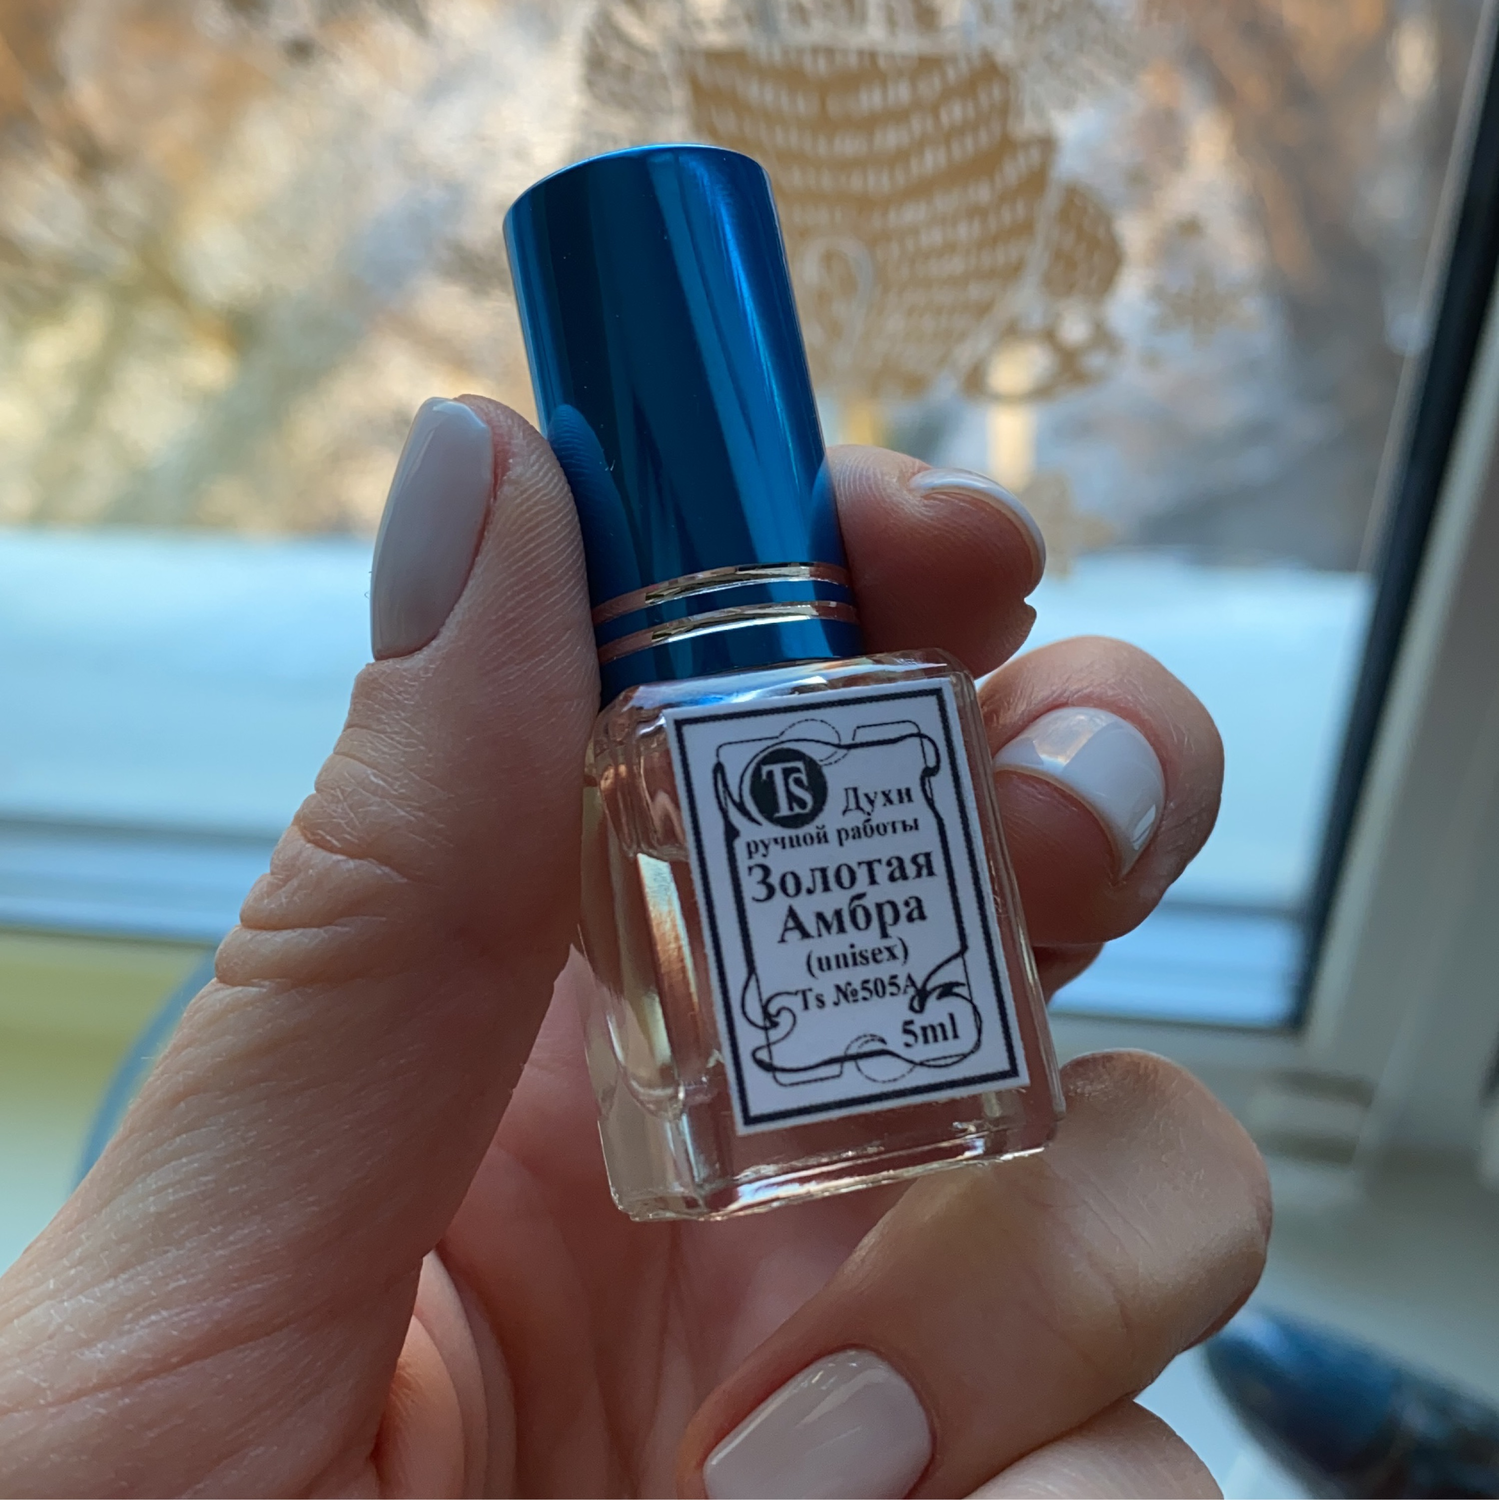 TS
Духи
ручной работы
Золотая
Амбра
(unisex)
Ts №505A
5ml